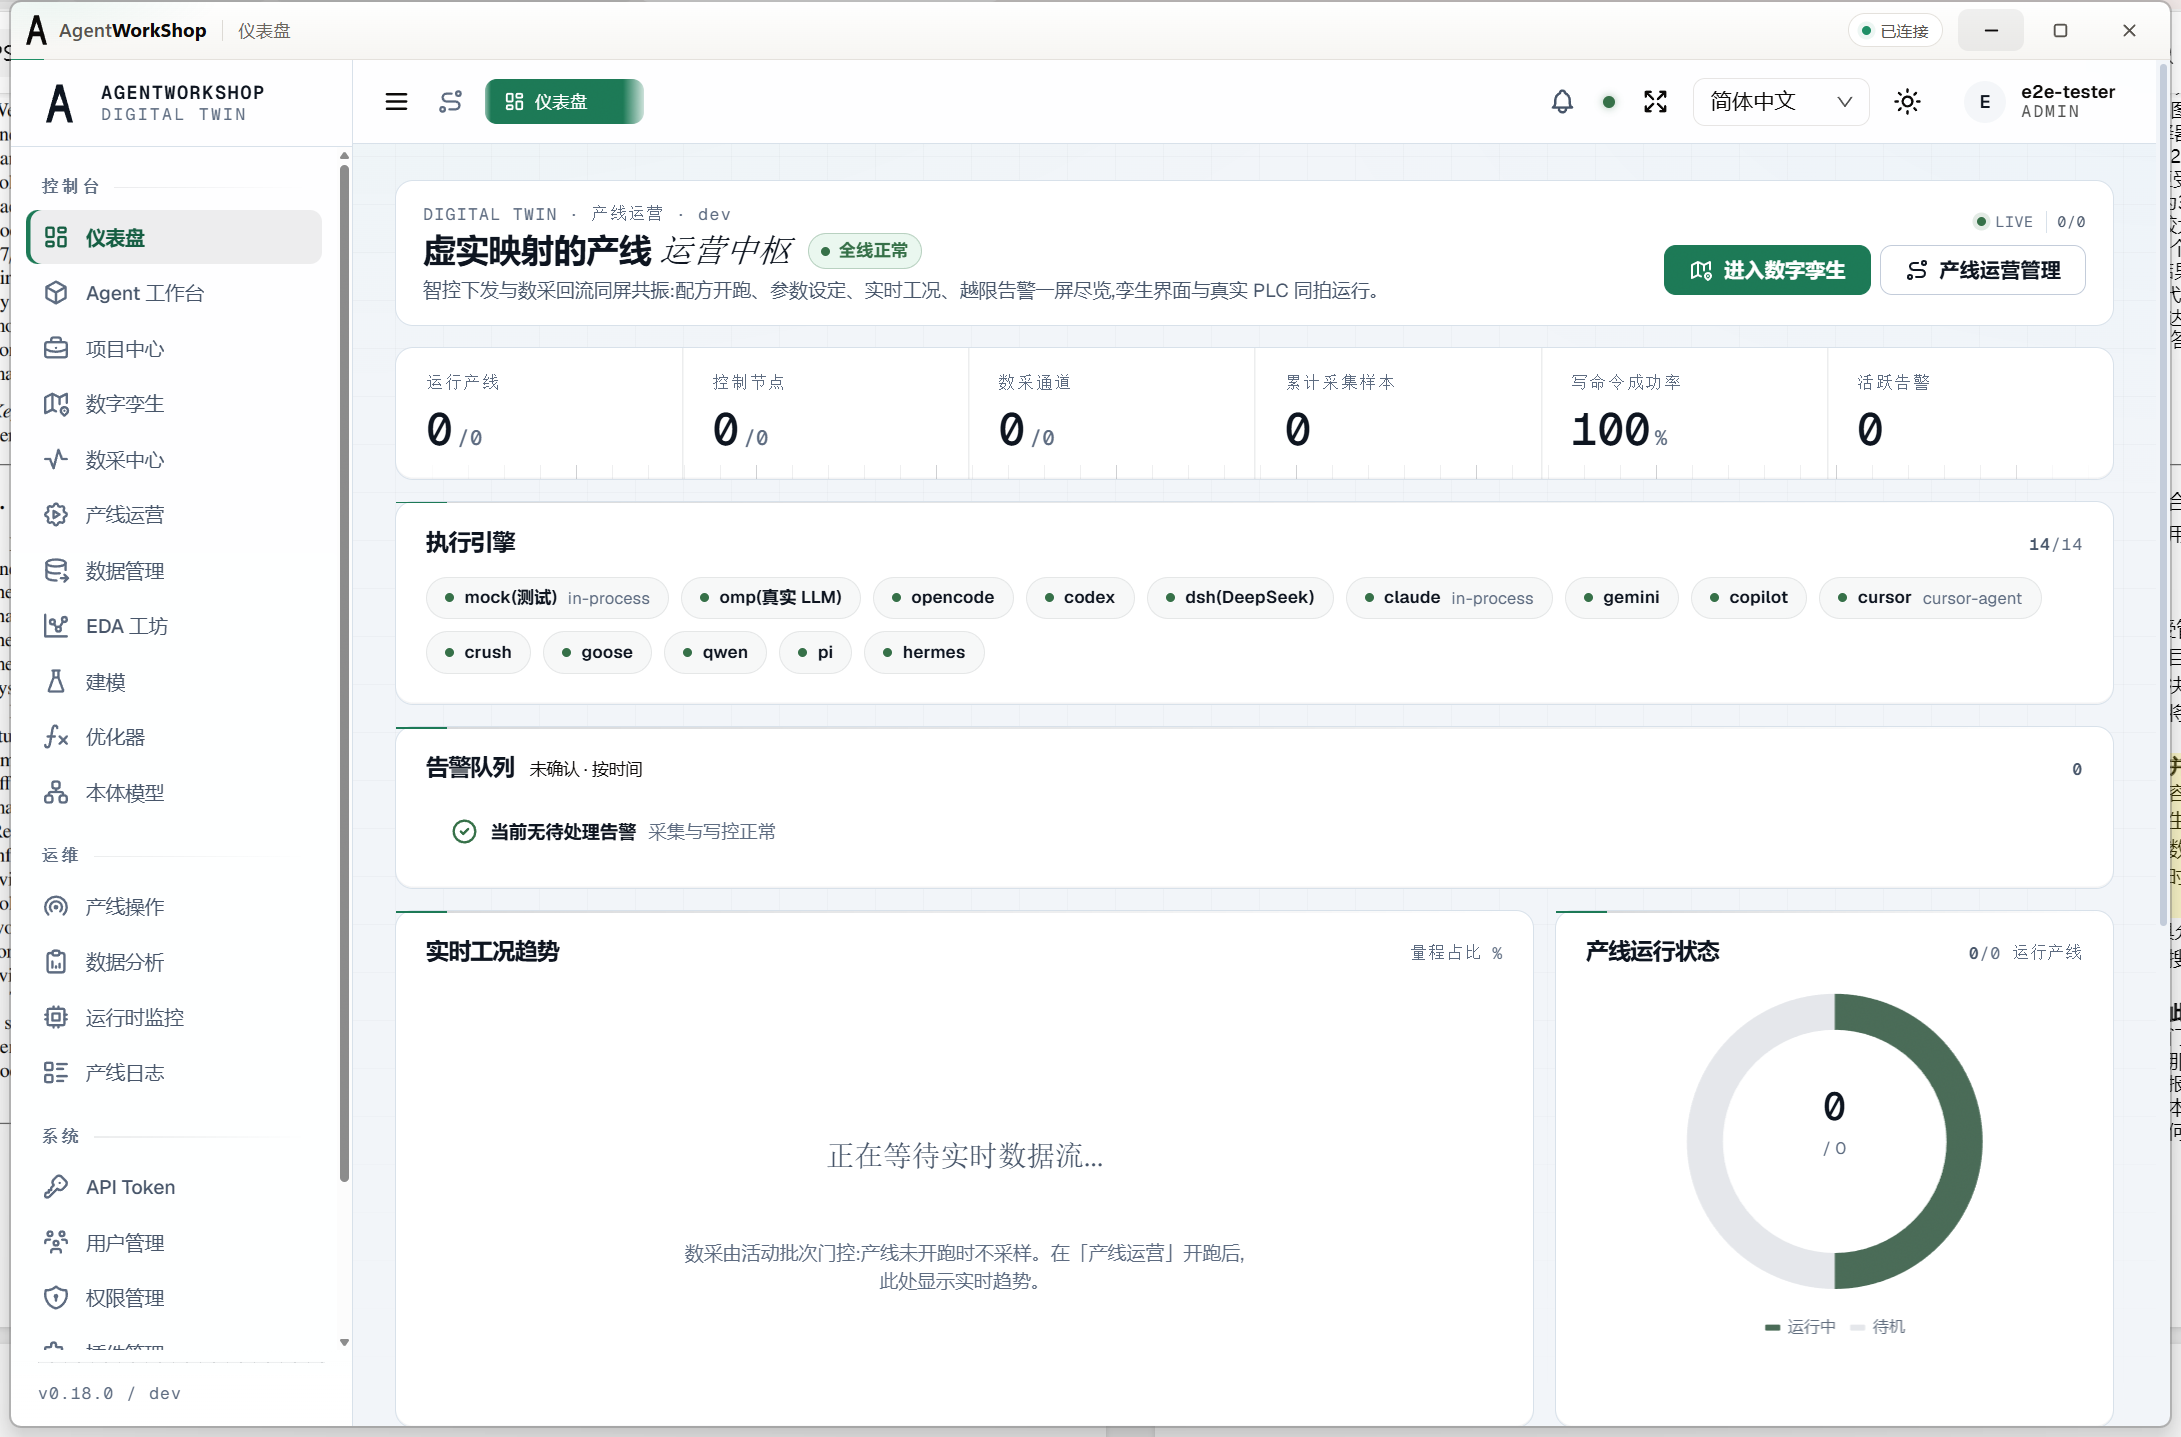 AgentWorkShop 仪表盘
已连接
AGENTWORKSHOP
DIGITAL TWIN
仪表盘
简体中文
E
e2e-tester
ADMIN
控制台
仪表盘
Agent 工作台
项目中心
数字孪生
数采中心
产线运营
数据管理
EDA 工坊
建模
优化器
本体模型
运维
产线操作
数据分析
运行时监控
产线日志
系统
API Token
用户管理
权限管理
插件管理
v0.18.0 / dev
DIGITAL TWIN · 产线运营 · dev
虚实映射的产线 运营中枢 全线正常
智控下发与数采回流同屏共振:配方开跑、参数设定、实时工况、越限告警一屏尽览,孪生界面与真实 PLC 同拍运行。
LIVE 0/0
进入数字孪生 产线运营管理
运行产线 控制节点 数采通道 累计采集样本 写命令成功率 活跃告警
0 /0 0 /0 0 /0 0 100 % 0
执行引擎 14/14
mock(测试) in-process omp(真实 LLM) opencode codex dsh(DeepSeek) claude in-process gemini copilot cursor cursor-agent
crush goose qwen pi hermes
告警队列 未确认 · 按时间 0
当前无待处理告警 采集与写控正常
实时工况趋势 量程占比 %
正在等待实时数据流...
数采由活动批次门控:产线未开跑时不采样。在「产线运营」开跑后,
此处显示实时趋势。
产线运行状态 0/0 运行产线
0
/ 0
运行中 待机